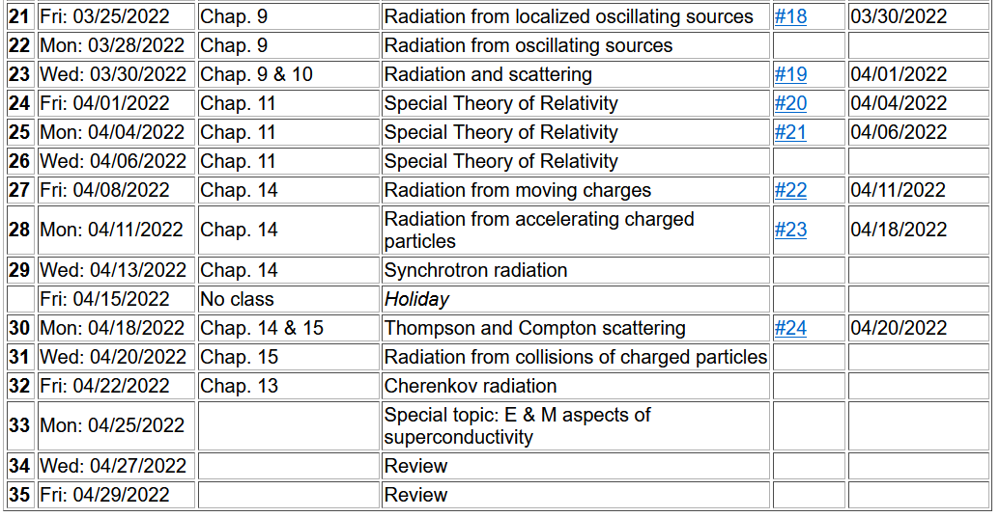 21 Fri: 03/25/2022 Chap. 9 Radiation from localized oscillating sources #18 03/30/2022
22 Mon: 03/28/2022 Chap. 9 Radiation from oscillating sources
23 Wed: 03/30/2022 Chap. 9 & 10 Radiation and scattering #19 04/01/2022
24 Fri: 04/01/2022 Chap. 11 Special Theory of Relativity #20 04/04/2022
25 Mon: 04/04/2022 Chap. 11 Special Theory of Relativity #21 04/06/2022
26 Wed: 04/06/2022 Chap. 11 Special Theory of Relativity
27 Fri: 04/08/2022 Chap. 14 Radiation from moving charges #22 04/11/2022
28 Mon: 04/11/2022 Chap. 14 Radiation from accelerating charged
particles #23 04/18/2022
29 Wed: 04/13/2022 Chap. 14 Synchrotron radiation
Fri: 04/15/2022 No class Holiday
30 Mon: 04/18/2022 Chap. 14 & 15 Thompson and Compton scattering #24 04/20/2022
31 Wed: 04/20/2022 Chap. 15 Radiation from collisions of charged particles
32 Fri: 04/22/2022 Chap. 13 Cherenkov radiation
33 Mon: 04/25/2022 Special topic: E & M aspects of
superconductivity
34 Wed: 04/27/2022 Review
35 Fri: 04/29/2022 Review